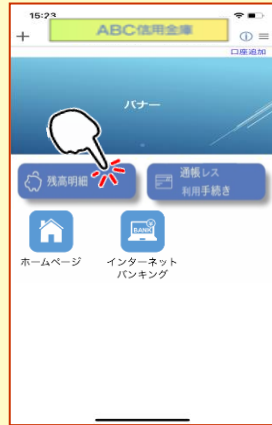 15:23
ABC信用金庫
口座追加
バナー
残高明細
通帳レス
利用手続き
BANK
ホームページ
インターネット
バンキング